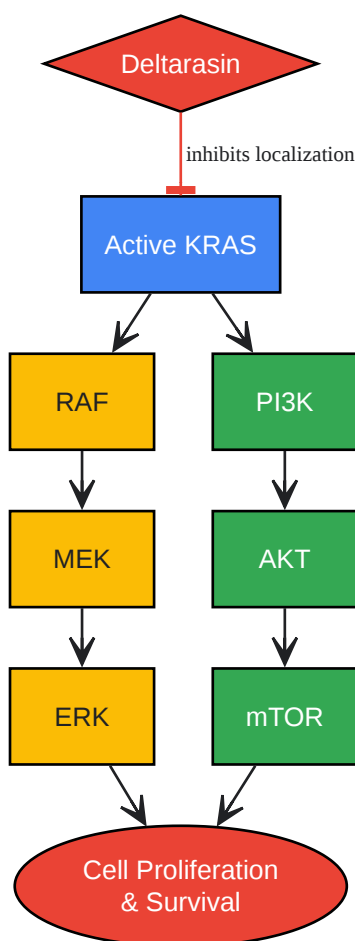 Deltarasin
inhibits localization
Active KRAS
RAF
PI3K
MEK
AKT
ERK
mTOR
Cell Proliferation
& Survival